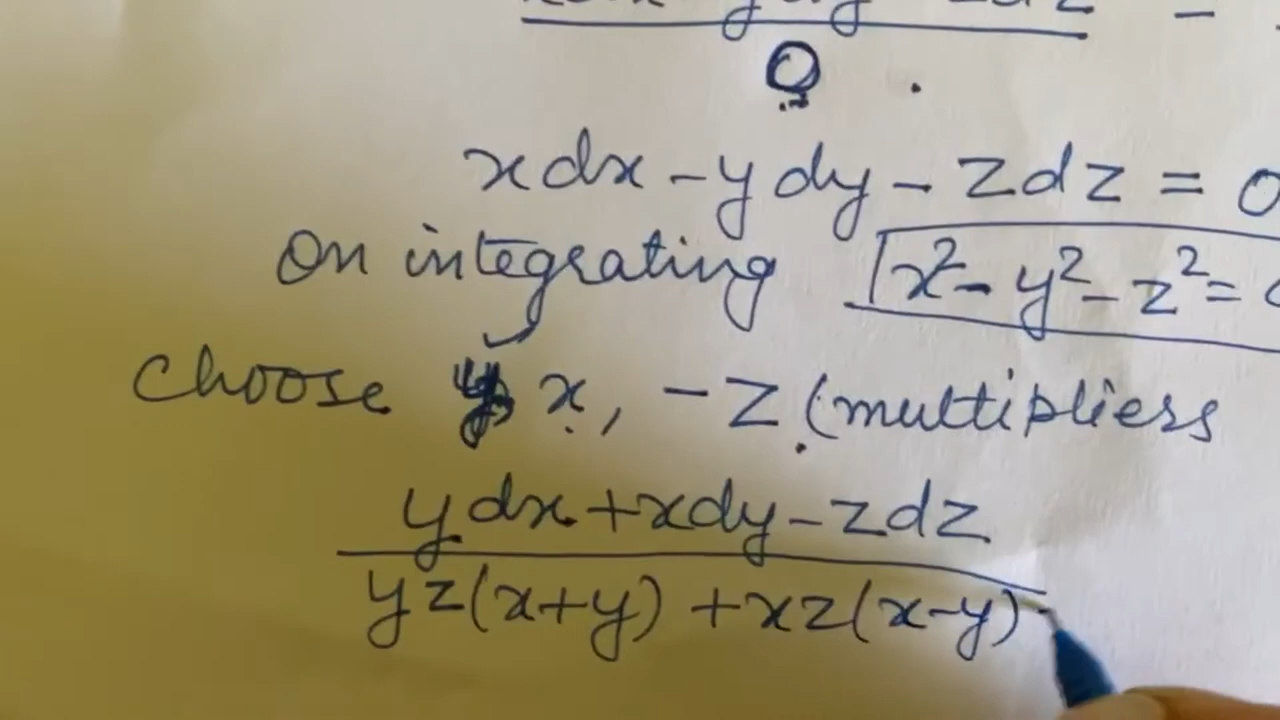 0 .
xdx - ydy - zdz = 0
On integrating x² - y² - z² =
Choose y, x, -z (multipliers
ydx + xdy - zdz
yz(x+y) + xz(x-y)